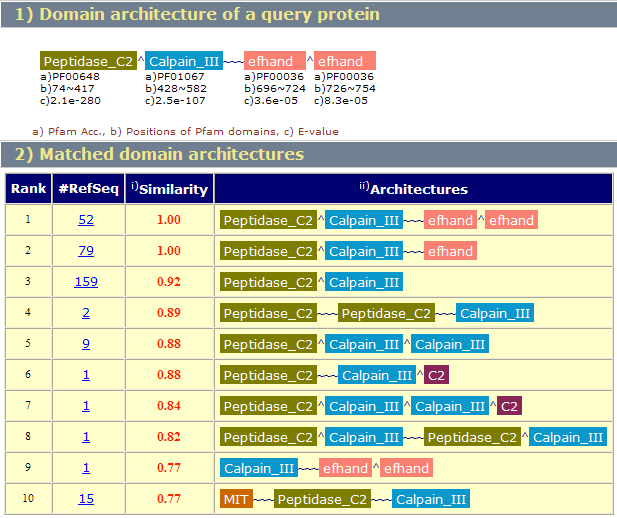 1) Domain architecture of a query protein
Peptidase_C2 ^ Calpain_III ~~~ efhand ^ efhand
a)PF00648 a)PF01067 a)PF00036 a)PF00036
b)74~417 b)428~582 b)696~724 b)726~754
c)2.1e-280 c)2.5e-107 c)3.6e-05 c)8.3e-05
a) Pfam Acc., b) Positions of Pfam domains, c) E-value
2) Matched domain architectures
Rank #RefSeq i)Similarity ii)Architectures
1 52 1.00 Peptidase_C2 ^ Calpain_III ~~~ efhand ^ efhand
2 79 1.00 Peptidase_C2 ^ Calpain_III ~~~ efhand
3 159 0.92 Peptidase_C2 ^ Calpain_III
4 2 0.89 Peptidase_C2 ~~~ Peptidase_C2 ~~~ Calpain_III
5 9 0.88 Peptidase_C2 ^ Calpain_III ^ Calpain_III
6 1 0.88 Peptidase_C2 ~~~ Calpain_III ^ C2
7 1 0.84 Peptidase_C2 ^ Calpain_III ^ Calpain_III ^ C2
8 1 0.82 Peptidase_C2 ^ Calpain_III ~~~ Peptidase_C2 ^ Calpain_III
9 1 0.77 Calpain_III ~~~ efhand ^ efhand
10 15 0.77 MIT ~~~ Peptidase_C2 ~~~ Calpain_III